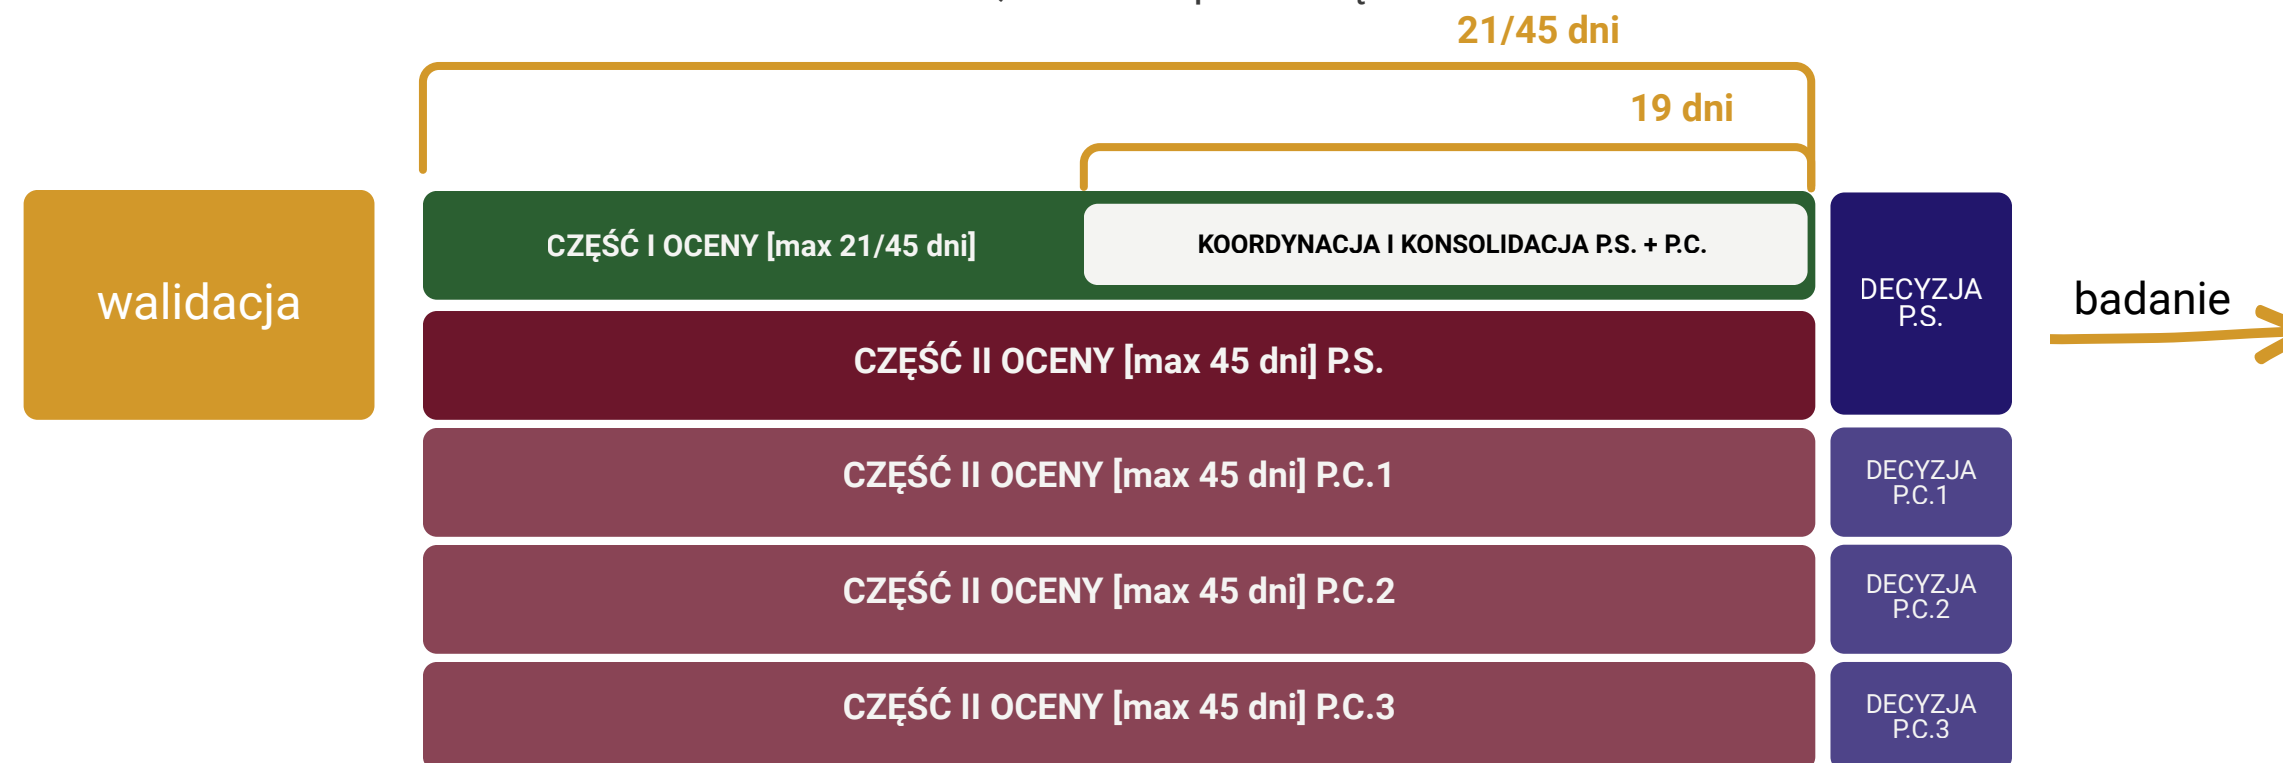 21/45 dni
19 dni
walidacja
CZĘŚĆ I OCENY [max 21/45 dni]
KOORDYNACJA I KONSOLIDACJA P.S. + P.C.
DECYZJA
P.S.
badanie
CZĘŚĆ II OCENY [max 45 dni] P.S.
CZĘŚĆ II OCENY [max 45 dni] P.C.1
DECYZJA
P.C.1
CZĘŚĆ II OCENY [max 45 dni] P.C.2
DECYZJA
P.C.2
CZĘŚĆ II OCENY [max 45 dni] P.C.3
DECYZJA
P.C.3